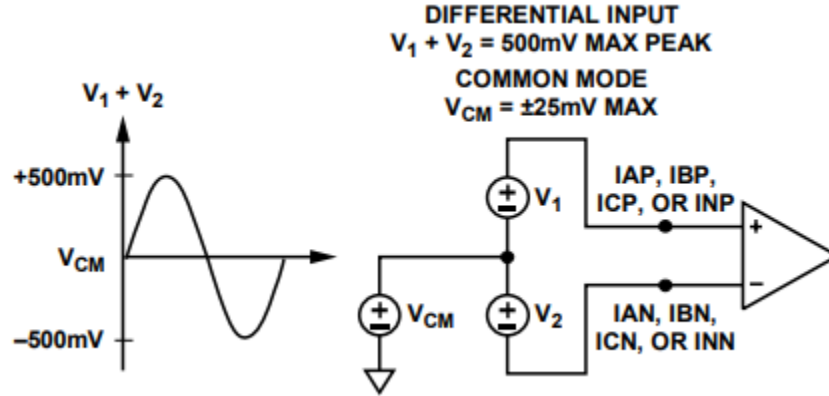 DIFFERENTIAL INPUT
V1 + V2 = 500mV MAX PEAK
COMMON MODE
VCM = ±25mV MAX
V1 + V2
+500mV
VCM
–500mV
+
–
V1
IAP, IBP,
ICP, OR INP
+
–
VCM
+
–
V2
IAN, IBN,
ICN, OR INN
+
–